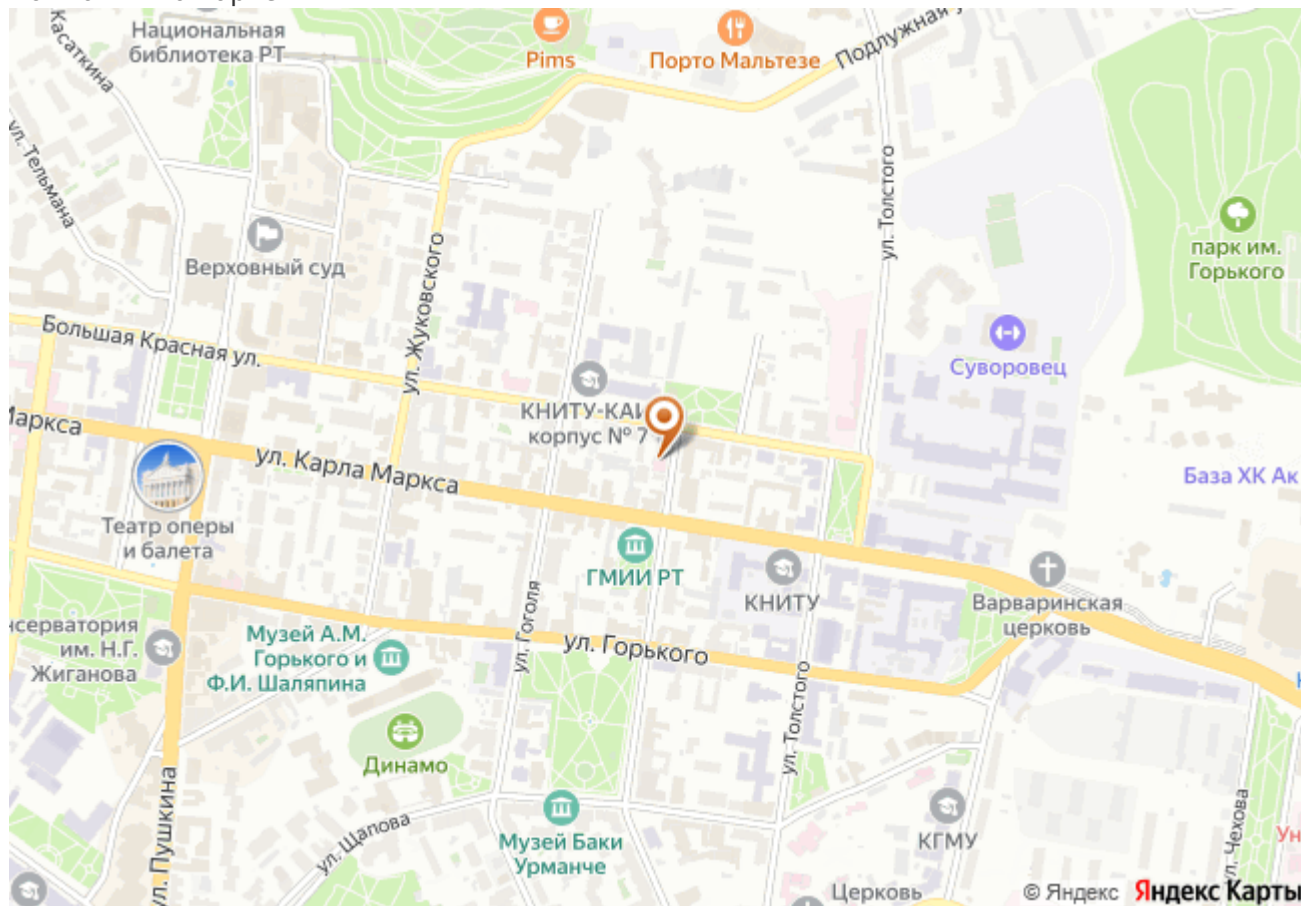 Касаткина
Национальная
библиотека РТ
Pims
Порто Мальтезе
Подлужная
ул. Тельмана
Верховный суд
ул. Жуковского
ул. Толстого
парк им.
Горького
Суворовец
Большая Красная ул.
КНИТУ-КАИ
корпус № 7
Маркса
ул. Карла Маркса
База ХК Ак
Театр оперы
и балета
ГМИИ РТ
КНИТУ
Варваринская
церковь
нсерватория
им. Н.Г.
Жиганова
Музей А.М.
Горького и
Ф.И. Шаляпина
ул. Гоголя
ул. Горького
ул. Толстого
Динамо
ул. Пушкина
ул. Щапова
Музей Баки
Урманче
КГМУ
ул. Чехова
Ун
Церковь
© Яндекс Яндекс Карты